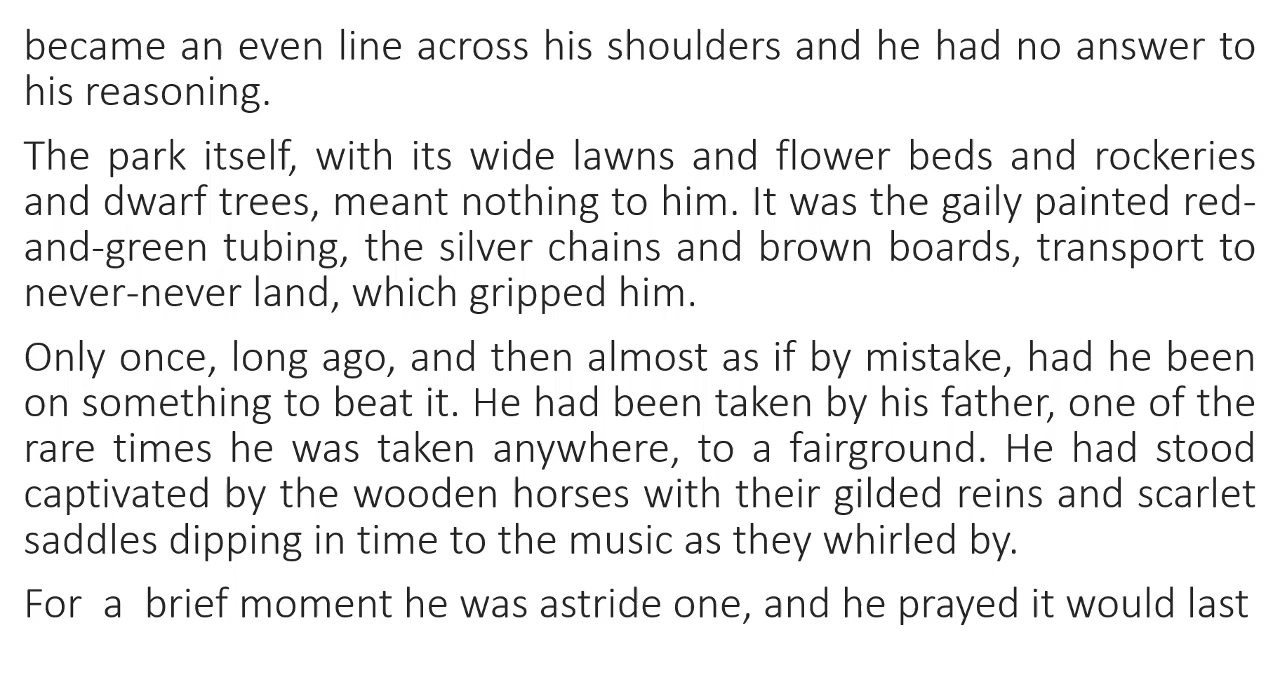 became an even line across his shoulders and he had no answer to
his reasoning.
The park itself, with its wide lawns and flower beds and rockeries
and dwarf trees, meant nothing to him. It was the gaily painted red-
and-green tubing, the silver chains and brown boards, transport to
never-never land, which gripped him.
Only once, long ago, and then almost as if by mistake, had he been
on something to beat it. He had been taken by his father, one of the
rare times he was taken anywhere, to a fairground. He had stood
captivated by the wooden horses with their gilded reins and scarlet
saddles dipping in time to the music as they whirled by.
For a brief moment he was astride one, and he prayed it would last